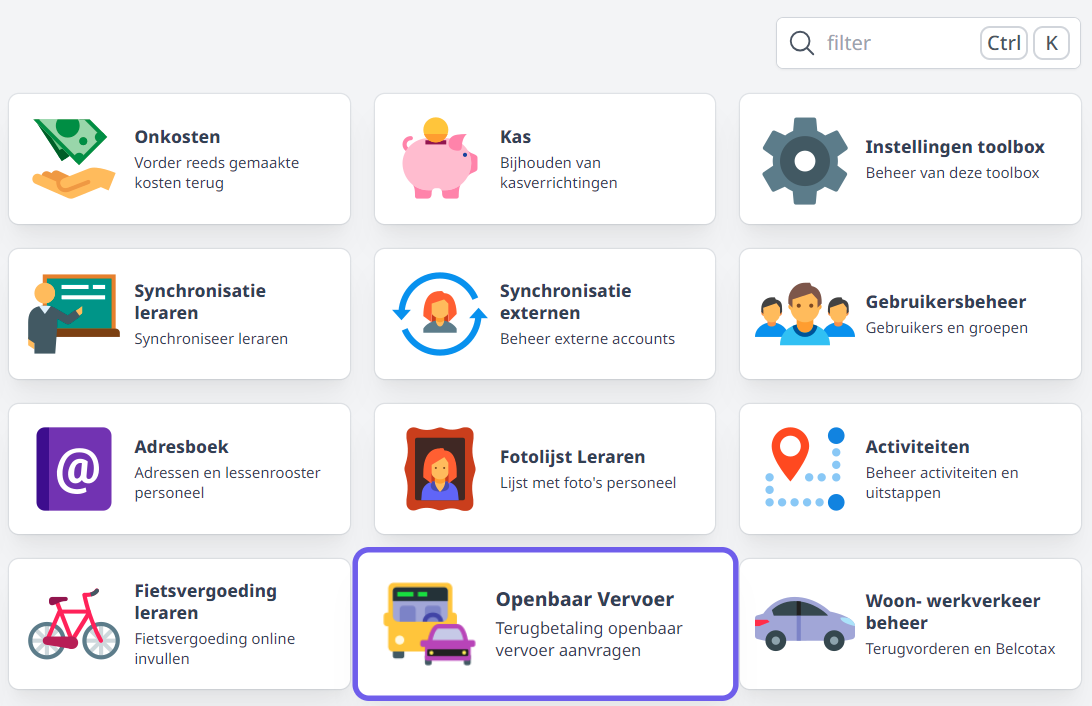 filter
Ctrl K
Onkosten
Vorder reeds gemaakte
kosten terug
Kas
Bijhouden van
kasverrichtingen
Instellingen toolbox
Beheer van deze toolbox
Synchronisatie
leraren
Synchroniseer leraren
Synchronisatie
externen
Beheer externe accounts
Gebruikersbeheer
Gebruikers en groepen
@
Adresboek
Adressen en lessenrooster
personeel
Fotolijst Leraren
Lijst met foto's personeel
Activiteiten
Beheer activiteiten en
uitstappen
Fietsvergoeding
leraren
Fietsvergoeding online
invullen
Openbaar Vervoer
Terugbetaling openbaar
vervoer aanvragen
Woon- werkverkeer
beheer
Terugvorderen en Belcotax